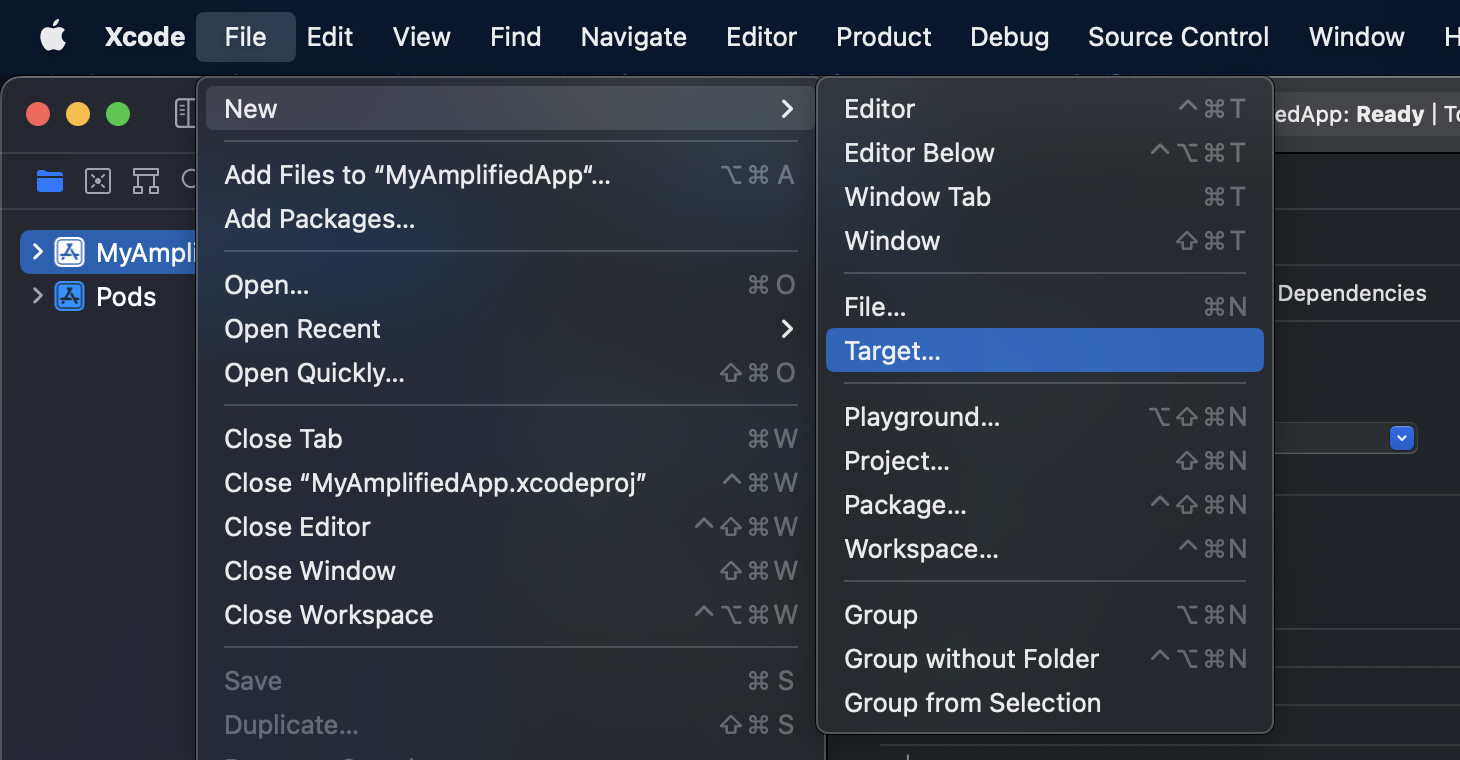 Xcode File Edit View Find Navigate Editor Product Debug Source Control Window H
New
Add Files to “MyAmplifiedApp“... ⌥⌘ A
Add Packages...
Open... ⌘ O
Open Recent
Open Quickly... ⇧⌘ O
Close Tab ⌘W
Close “MyAmplifiedApp.xcodeproj” ^⌘W
Close Editor ^⇧⌘W
Close Window ⇧⌘W
Close Workspace ^⌥⌘W
Save ⌘ S
Duplicate... ⇧⌘ S
Editor ^⌘T
Editor Below ^⌥⌘T
Window Tab ⌘T
Window ⇧⌘T
File... ⌘N
Target...
Playground... ⌥⇧⌘N
Project... ⇧⌘N
Package... ^⇧⌘N
Workspace... ^⌘N
Group ⌥⌘N
Group without Folder ^⌥⌘N
Group from Selection
MyAmpli
Pods
edApp: Ready | To
Dependencies